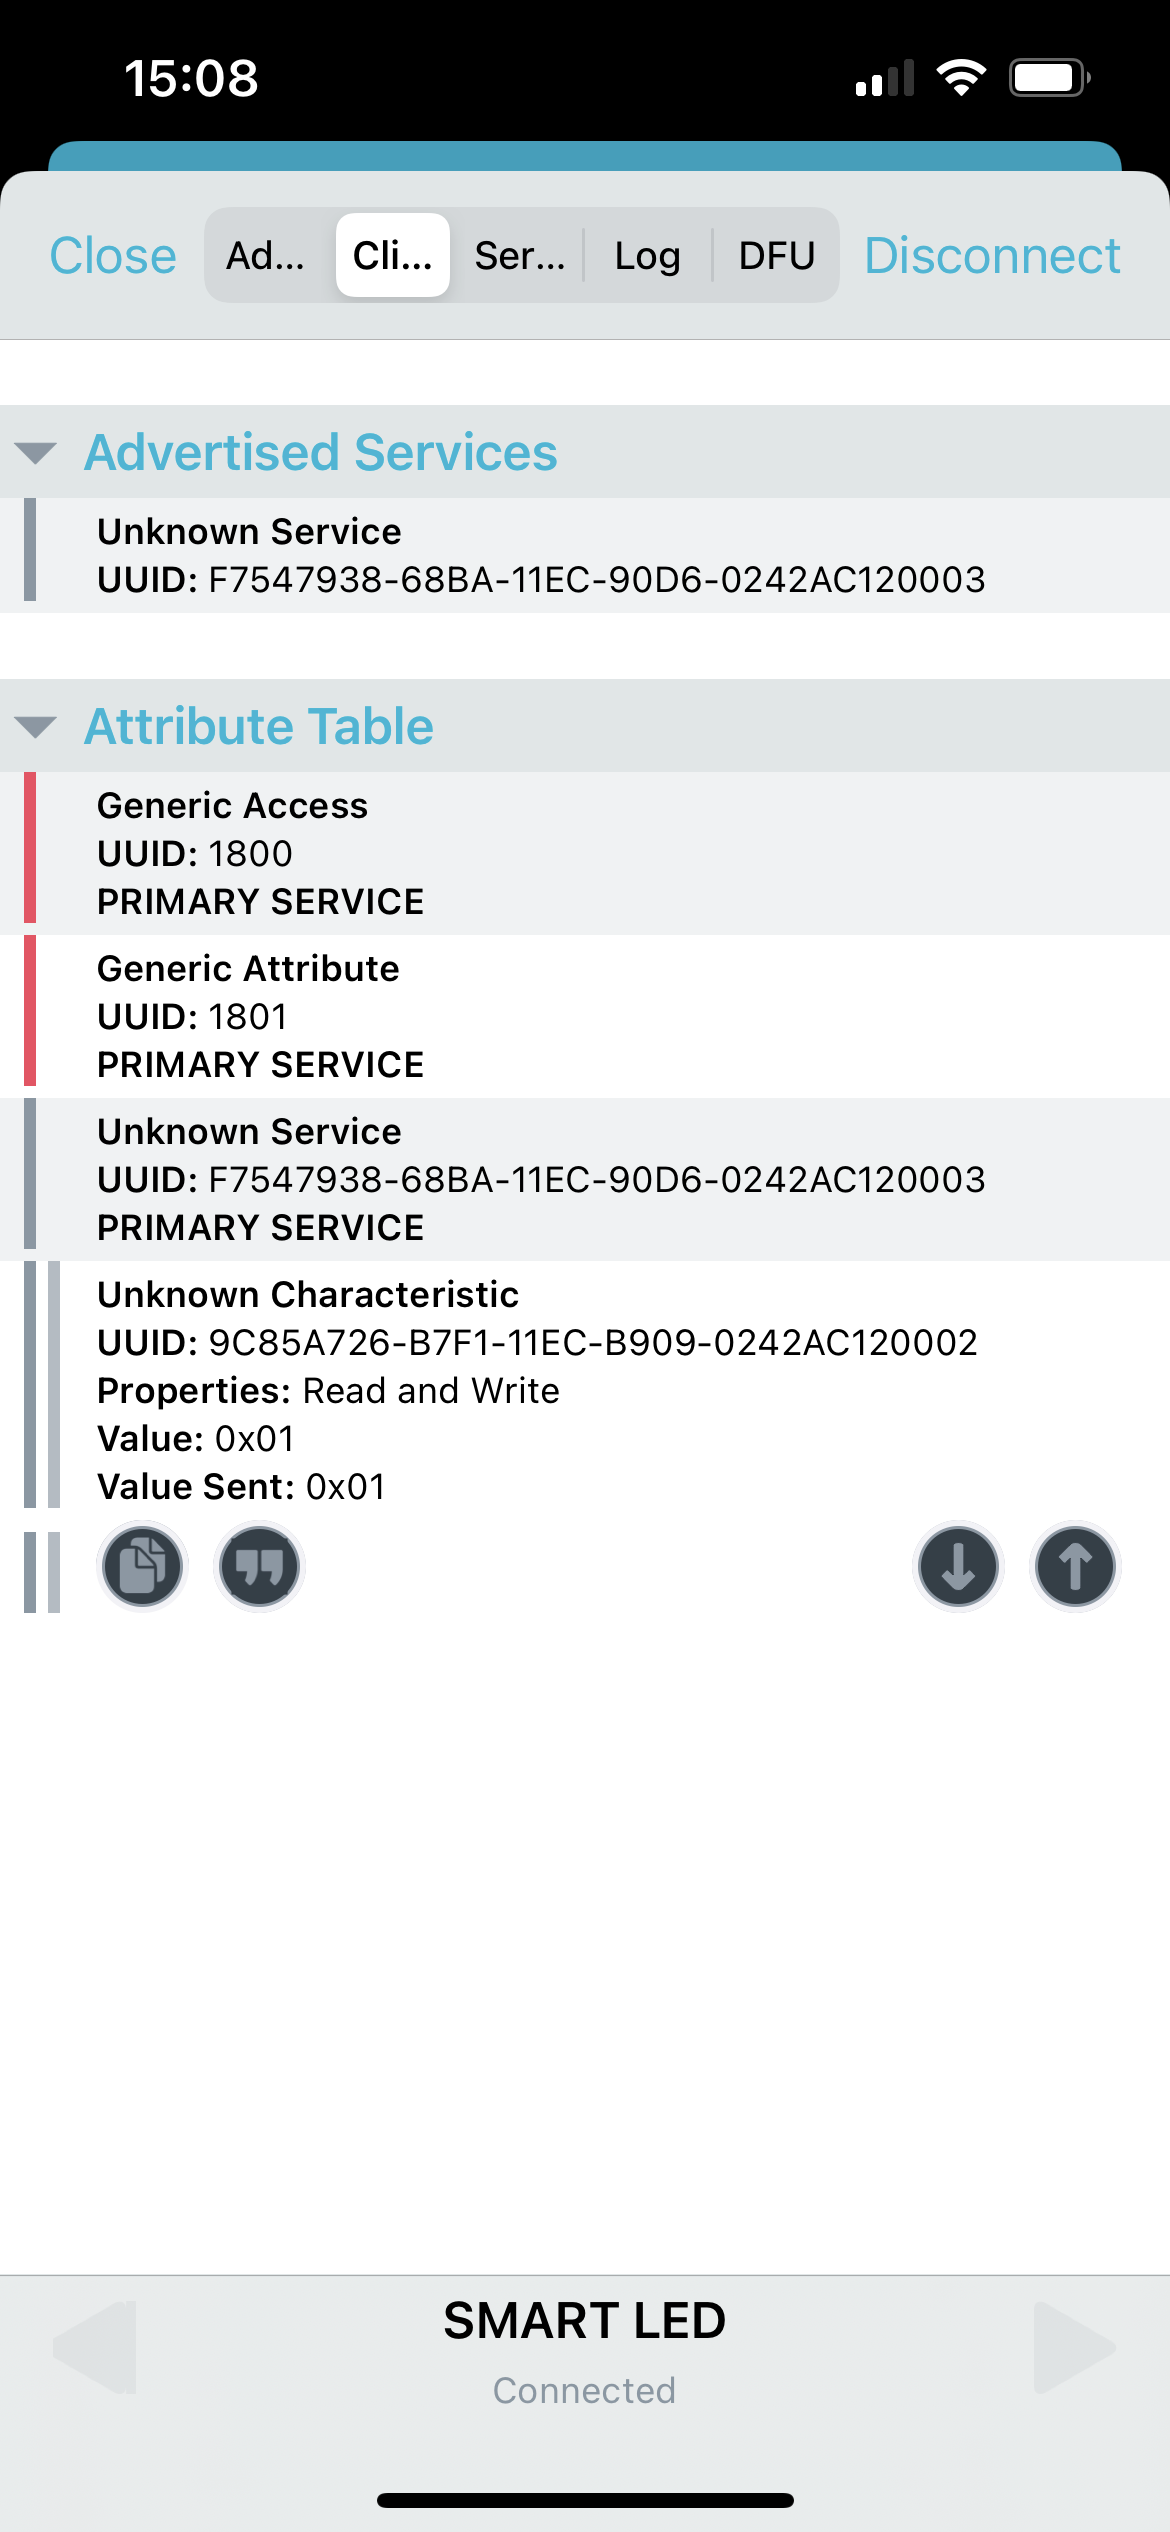 15:08
Close Ad... Cli... Ser... Log DFU Disconnect
Advertised Services
Unknown Service
UUID: F7547938-68BA-11EC-90D6-0242AC120003
Attribute Table
Generic Access
UUID: 1800
PRIMARY SERVICE
Generic Attribute
UUID: 1801
PRIMARY SERVICE
Unknown Service
UUID: F7547938-68BA-11EC-90D6-0242AC120003
PRIMARY SERVICE
Unknown Characteristic
UUID: 9C85A726-B7F1-11EC-B909-0242AC120002
Properties: Read and Write
Value: 0x01
Value Sent: 0x01
SMART LED
Connected